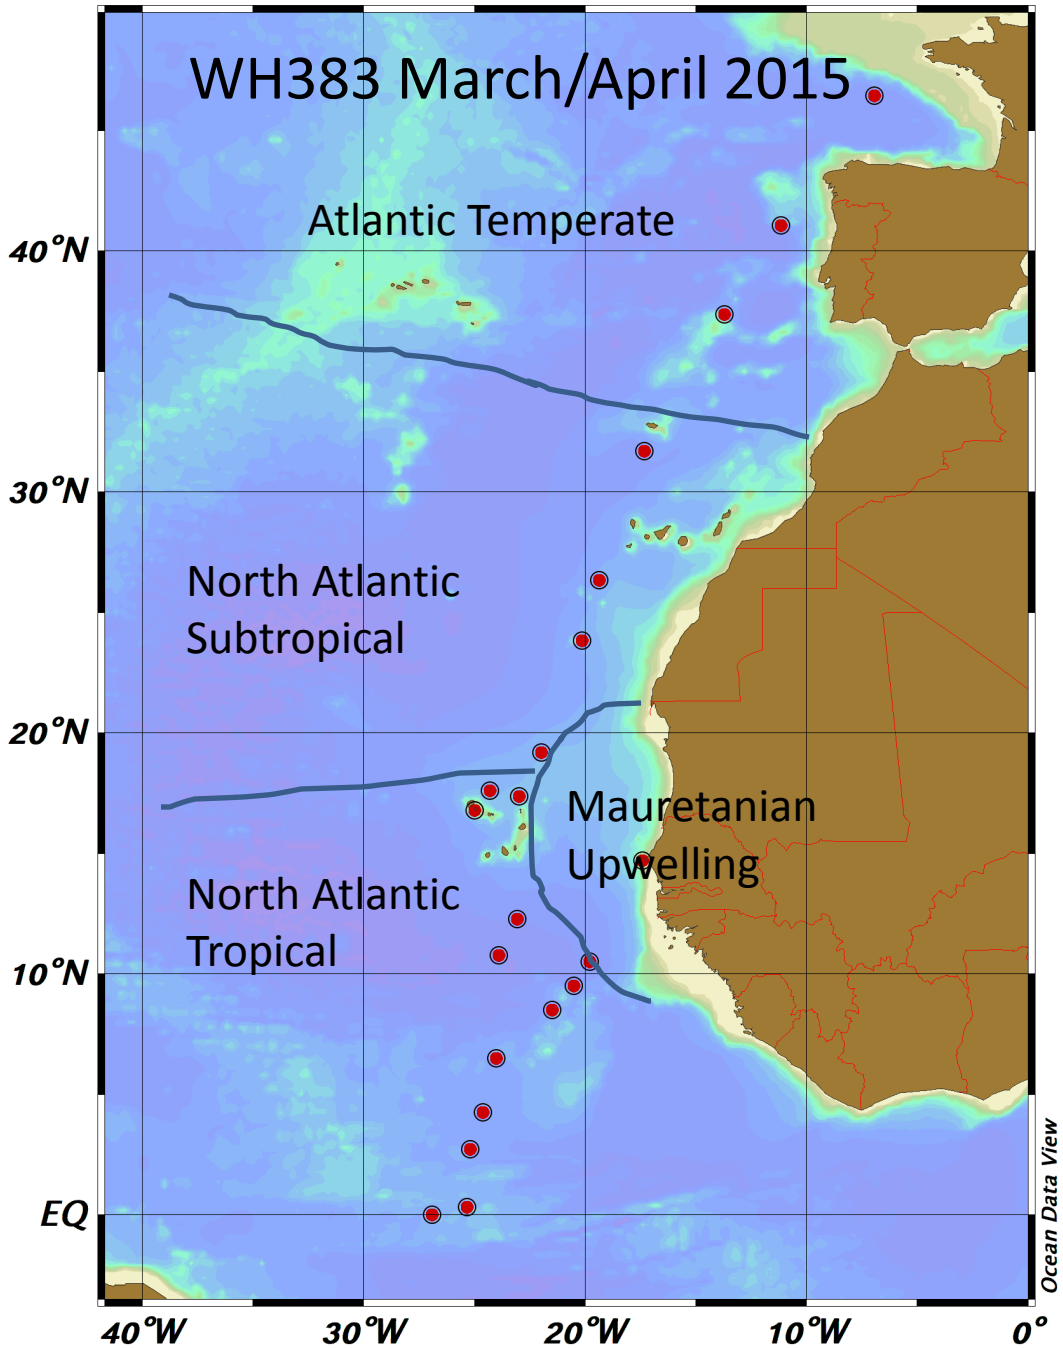 WH383 March/April 2015
Atlantic Temperate
40°N
30°N
North Atlantic
Subtropical
20°N
Mauretanian
Upwelling
North Atlantic
Tropical
10°N
EQ
Ocean Data View
40°W
30°W
20°W
10°W
0°